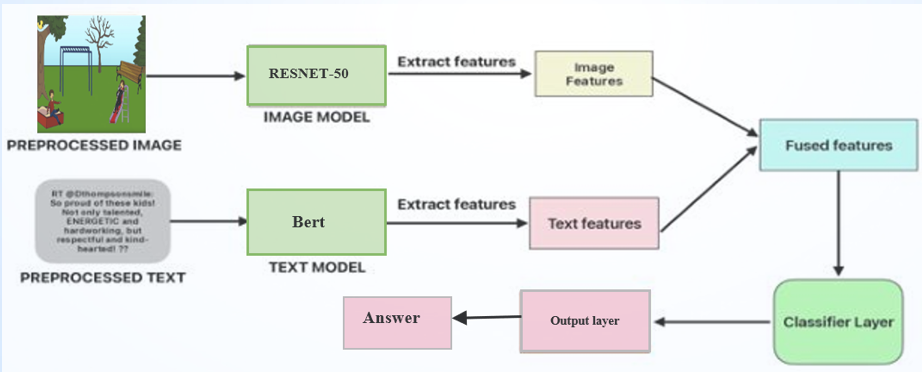 RESNET-50
Extract features
Image
Features
IMAGE MODEL
PREPROCESSED IMAGE
Fused features
RT @Dthompsonsmile:
So proud of these kids!
Not only talented,
ENERGETIC and
hardworking, but
respectful and kind-
hearted! ??
Bert
Extract features
Text features
TEXT MODEL
PREPROCESSED TEXT
Answer
Output layer
Classifier Layer